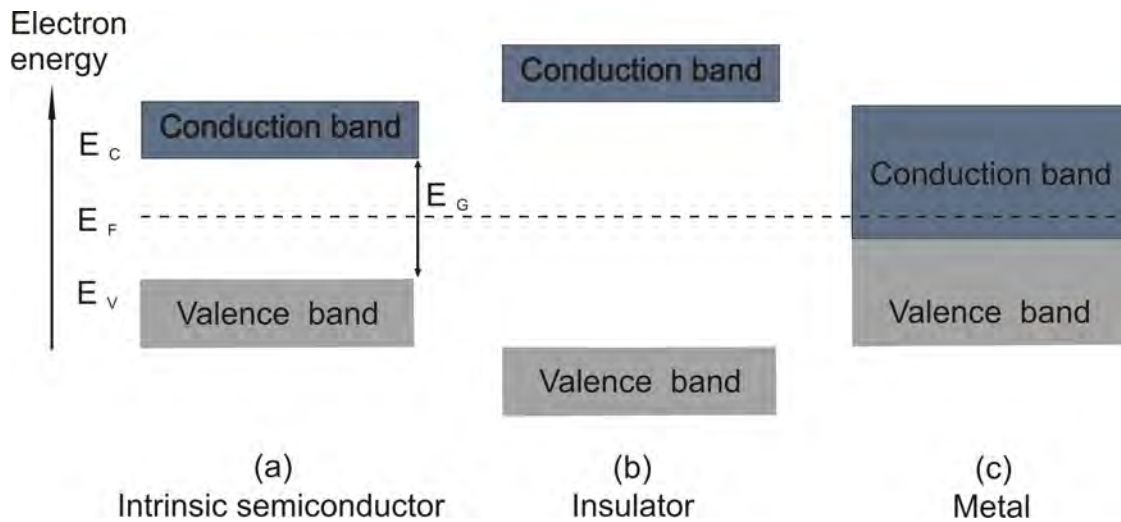 Electron
energy
Conduction band
Conduction band
E C
Conduction band
E G
E F
E V
Valence band
Valence band
Valence band
(a)
Intrinsic semiconductor
(b)
Insulator
(c)
Metal